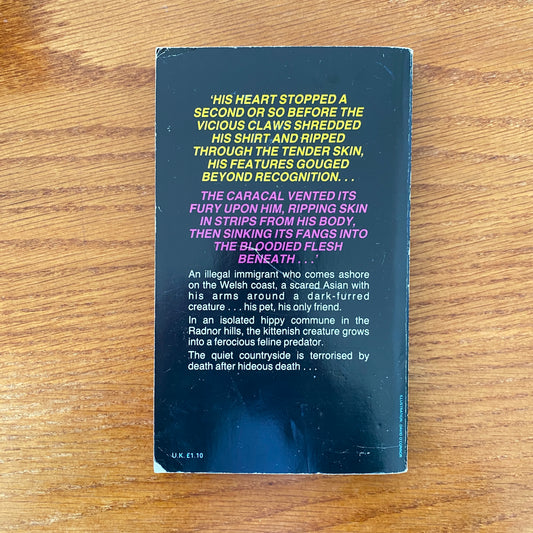 'HIS HEART STOPPED A
SECOND OR SO BEFORE THE
VICIOUS CLAWS SHREDDED
HIS SHIRT AND RIPPED
THROUGH THE TENDER SKIN,
HIS FEATURES GOUGED
BEYOND RECOGNITION. . .
THE CARACAL VENTED ITS
FURY UPON HIM, RIPPING SKIN
IN STRIPS FROM HIS BODY,
THEN SINKING ITS FANGS INTO
THE BLOODIED FLESH
BENEATH . . .'
An illegal immigrant who comes ashore
on the Welsh coast, a scared Asian with
his arms around a dark-furred
creature . . . his pet, his only friend.
In an isolated hippy commune in the
Radnor hills, the kittenish creature grows
into a ferocious feline predator.
The quiet countryside is terrorised by
death after hideous death . . .
U.K. £1.10
ILLUSTRATION: DAVID O'CONNOR